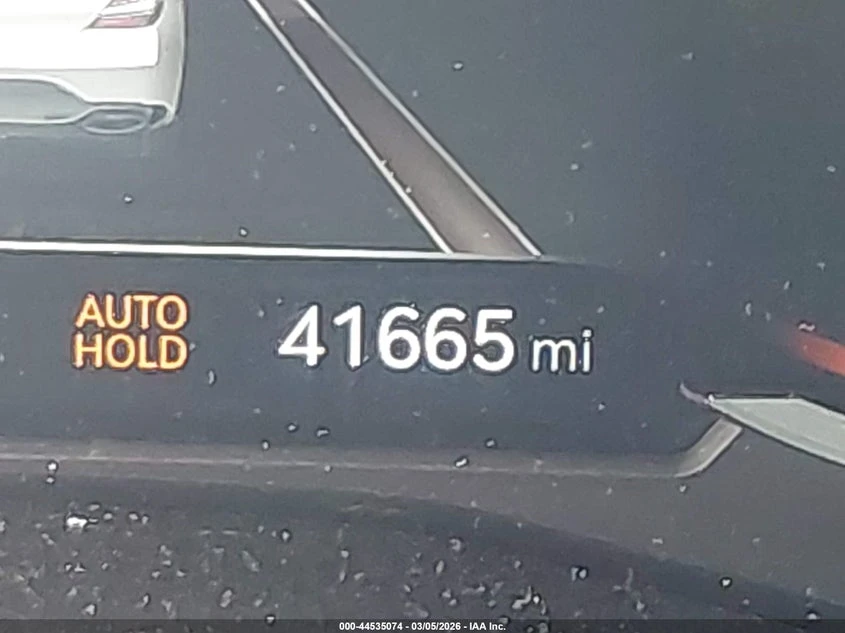 AUTO
HOLD
41665 mi
000-44535074 - 03/05/2026 - IAA Inc.